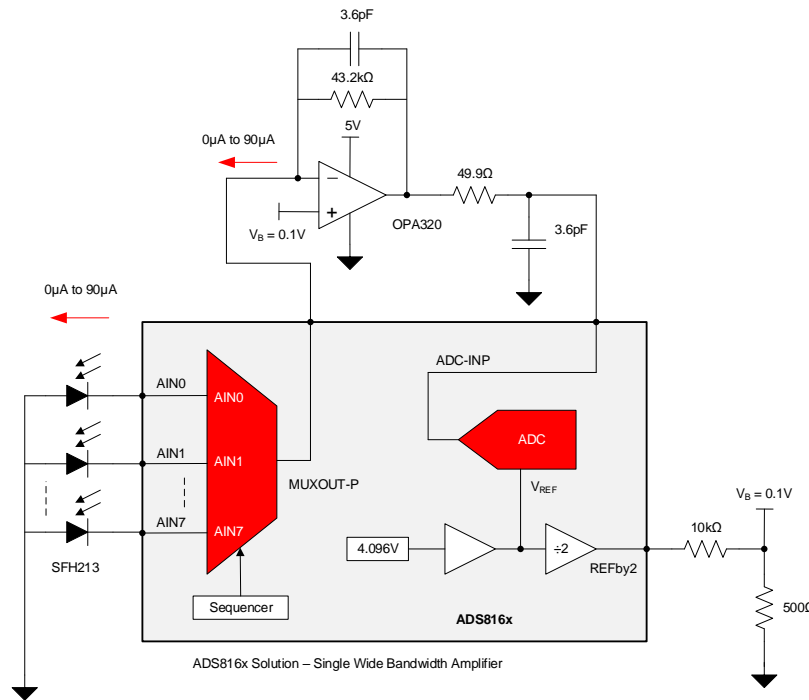 3.6pF
43.2kΩ
5V
0µA to 90µA
−
+
V_B = 0.1V
OPA320
49.9Ω
3.6pF
0µA to 90µA
AIN0
AIN0
AIN1
AIN1
AIN7
AIN7
SFH213
MUXOUT-P
Sequencer
ADC-INP
ADC
V_REF
4.096V
÷2
REFby2
ADS816x
10kΩ
V_B = 0.1V
500Ω
ADS816x Solution – Single Wide Bandwidth Amplifier